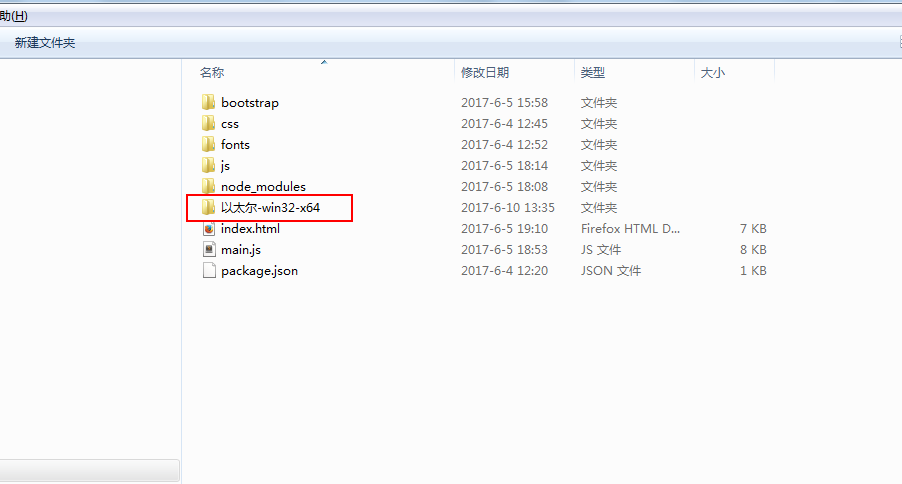 助(H)
新建文件夹
名称 修改日期 类型 大小
bootstrap 2017-6-5 15:58 文件夹
css 2017-6-4 12:45 文件夹
fonts 2017-6-4 12:52 文件夹
js 2017-6-5 18:14 文件夹
node_modules 2017-6-5 18:08 文件夹
以太尔-win32-x64 2017-6-10 13:35 文件夹
index.html 2017-6-5 19:10 Firefox HTML D... 7 KB
main.js 2017-6-5 18:53 JS 文件 8 KB
package.json 2017-6-4 12:20 JSON 文件 1 KB